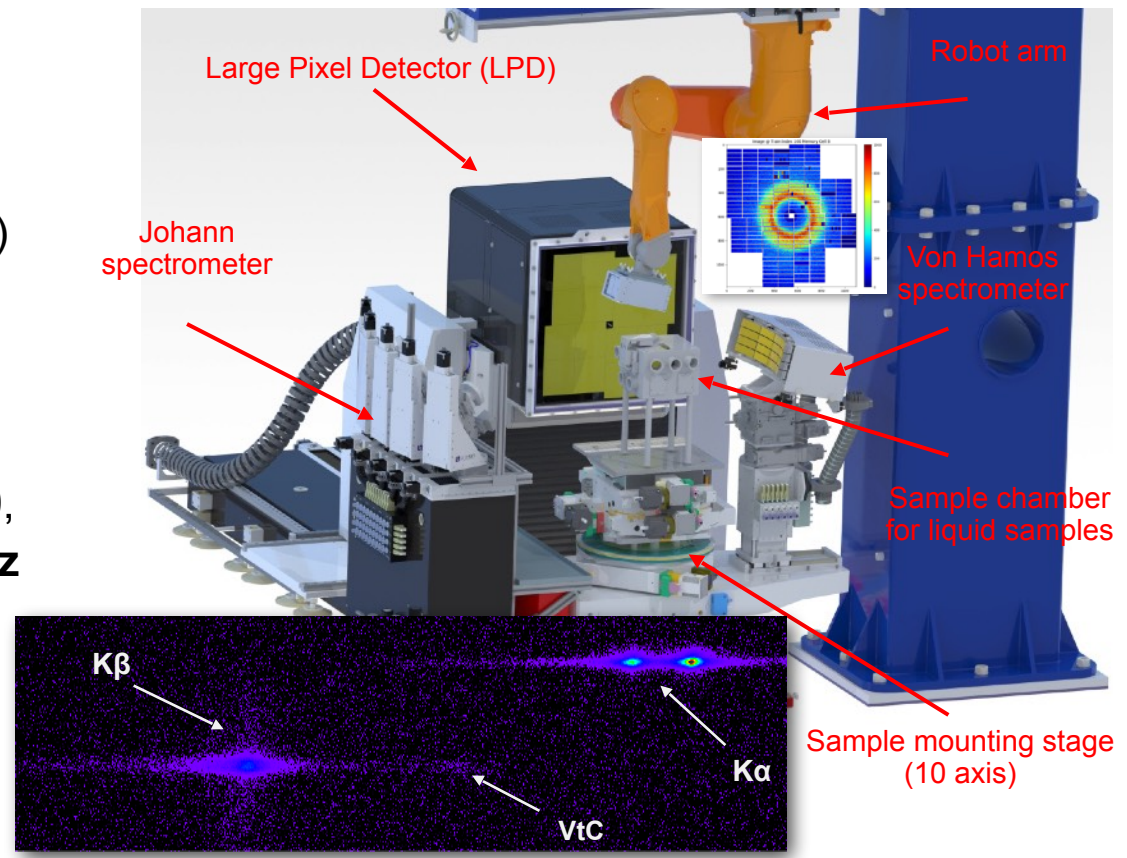 Large Pixel Detector (LPD)
Robot arm
)
Johann
spectrometer
Von Hamos
spectrometer
Sample chamber
for liquid samples
,
z
Kβ
Kα
VtC
Sample mounting stage
(10 axis)